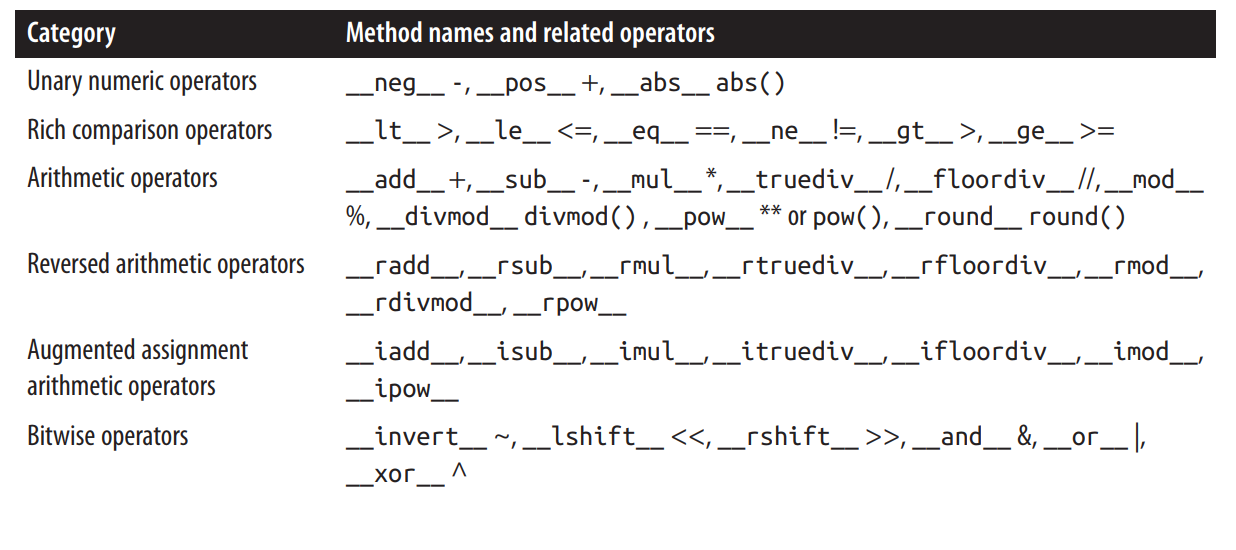 Category Method names and related operators
Unary numeric operators __neg__ -, __pos__ +, __abs__ abs()
Rich comparison operators __lt__ >, __le__ <=, __eq__ ==, __ne__ !=, __gt__ >, __ge__ >=
Arithmetic operators __add__ +, __sub__ -, __mul__ *, __truediv__ /, __floordiv__ //, __mod__
%, __divmod__ divmod() , __pow__ ** or pow(), __round__ round()
Reversed arithmetic operators __radd__, __rsub__, __rmul__, __rtruediv__, __rfloordiv__, __rmod__,
__rdivmod__, __rpow__
Augmented assignment __iadd__, __isub__, __imul__, __itruediv__, __ifloordiv__, __imod__,
arithmetic operators __ipow__
Bitwise operators __invert__ ~, __lshift__ <<, __rshift__ >>, __and__ &, __or__ |,
__xor__ ^